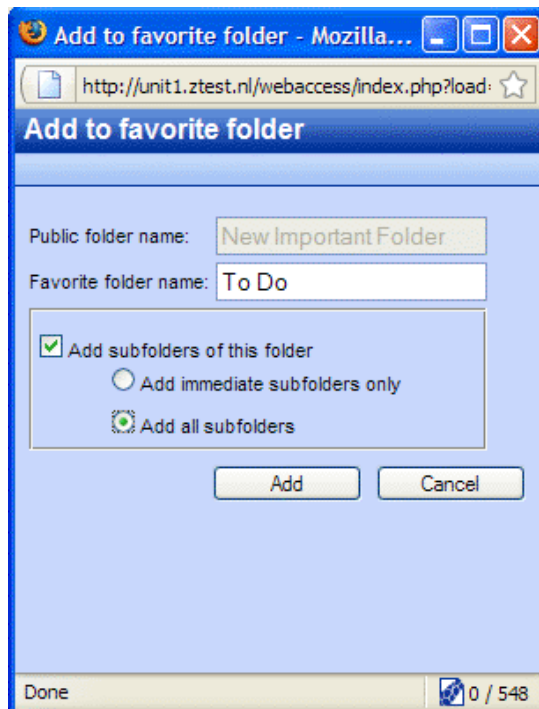 Add to favorite folder - Mozilla...
http://unit1.ztest.nl/webaccess/index.php?load
Add to favorite folder
Public folder name: New Important Folder
Favorite folder name: To Do
Add subfolders of this folder
Add immediate subfolders only
Add all subfolders
Add Cancel
Done 0 / 548